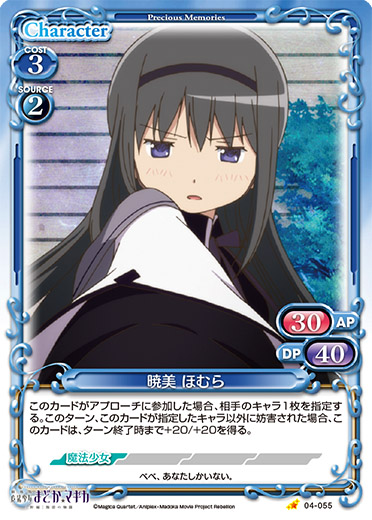 Precious Memories
Character
COST
3
SOURCE
2
30 AP
DP 40
暁美 ほむら
このカードがアプローチに参加した場合、相手のキャラ1枚を指定す
る。このターン、このカードが指定したキャラ以外に妨害された場合、こ
のカードは、ターン終了時まで+20/+20を得る。
魔法少女
べべ、あなたしかいない。
まどか☆マギカ
©Magica Quartet／Aniplex・Madoka Movie Project Rebellion
04-055